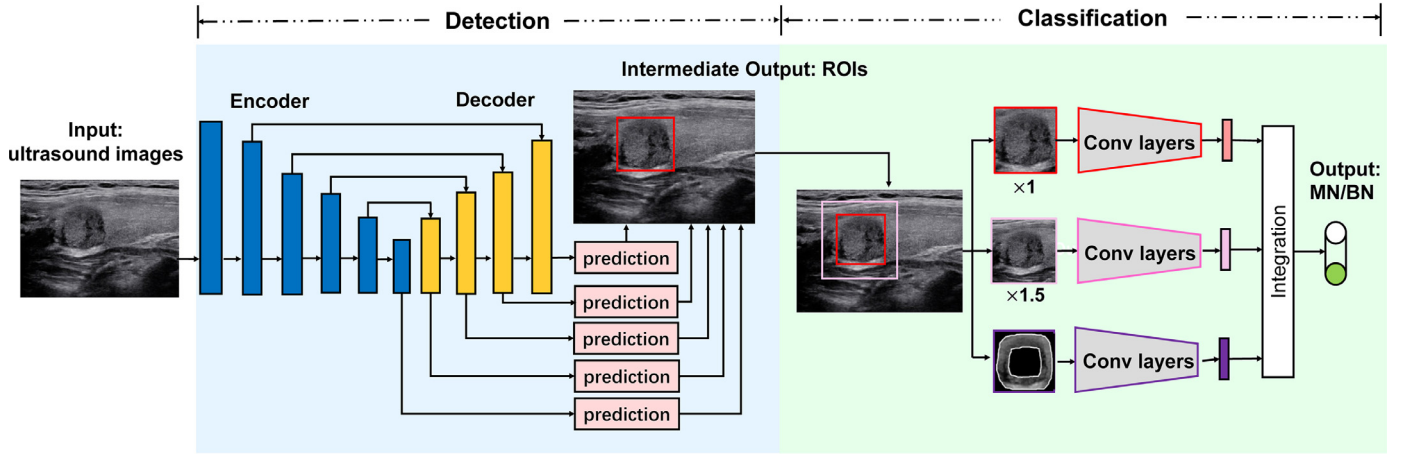 Detection
Classification
Intermediate Output: ROIs
Encoder
Decoder
Input:
ultrasound images
prediction
prediction
prediction
prediction
prediction
×1
Conv layers
×1.5
Conv layers
Conv layers
Integration
Output:
MN/BN